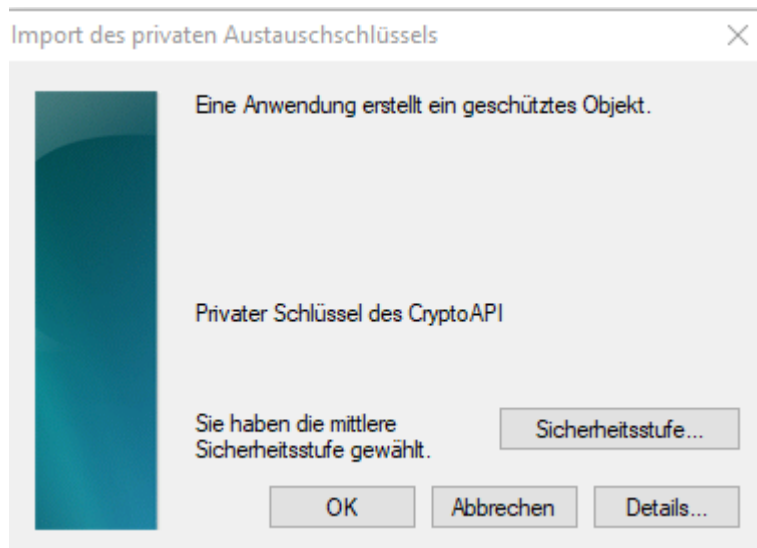 Import des privaten Austauschschlüssels
Eine Anwendung erstellt ein geschütztes Objekt.
Privater Schlüssel des CryptoAPI
Sie haben die mittlere
Sicherheitsstufe gewählt.
Sicherheitsstufe...
OK
Abbrechen
Details...